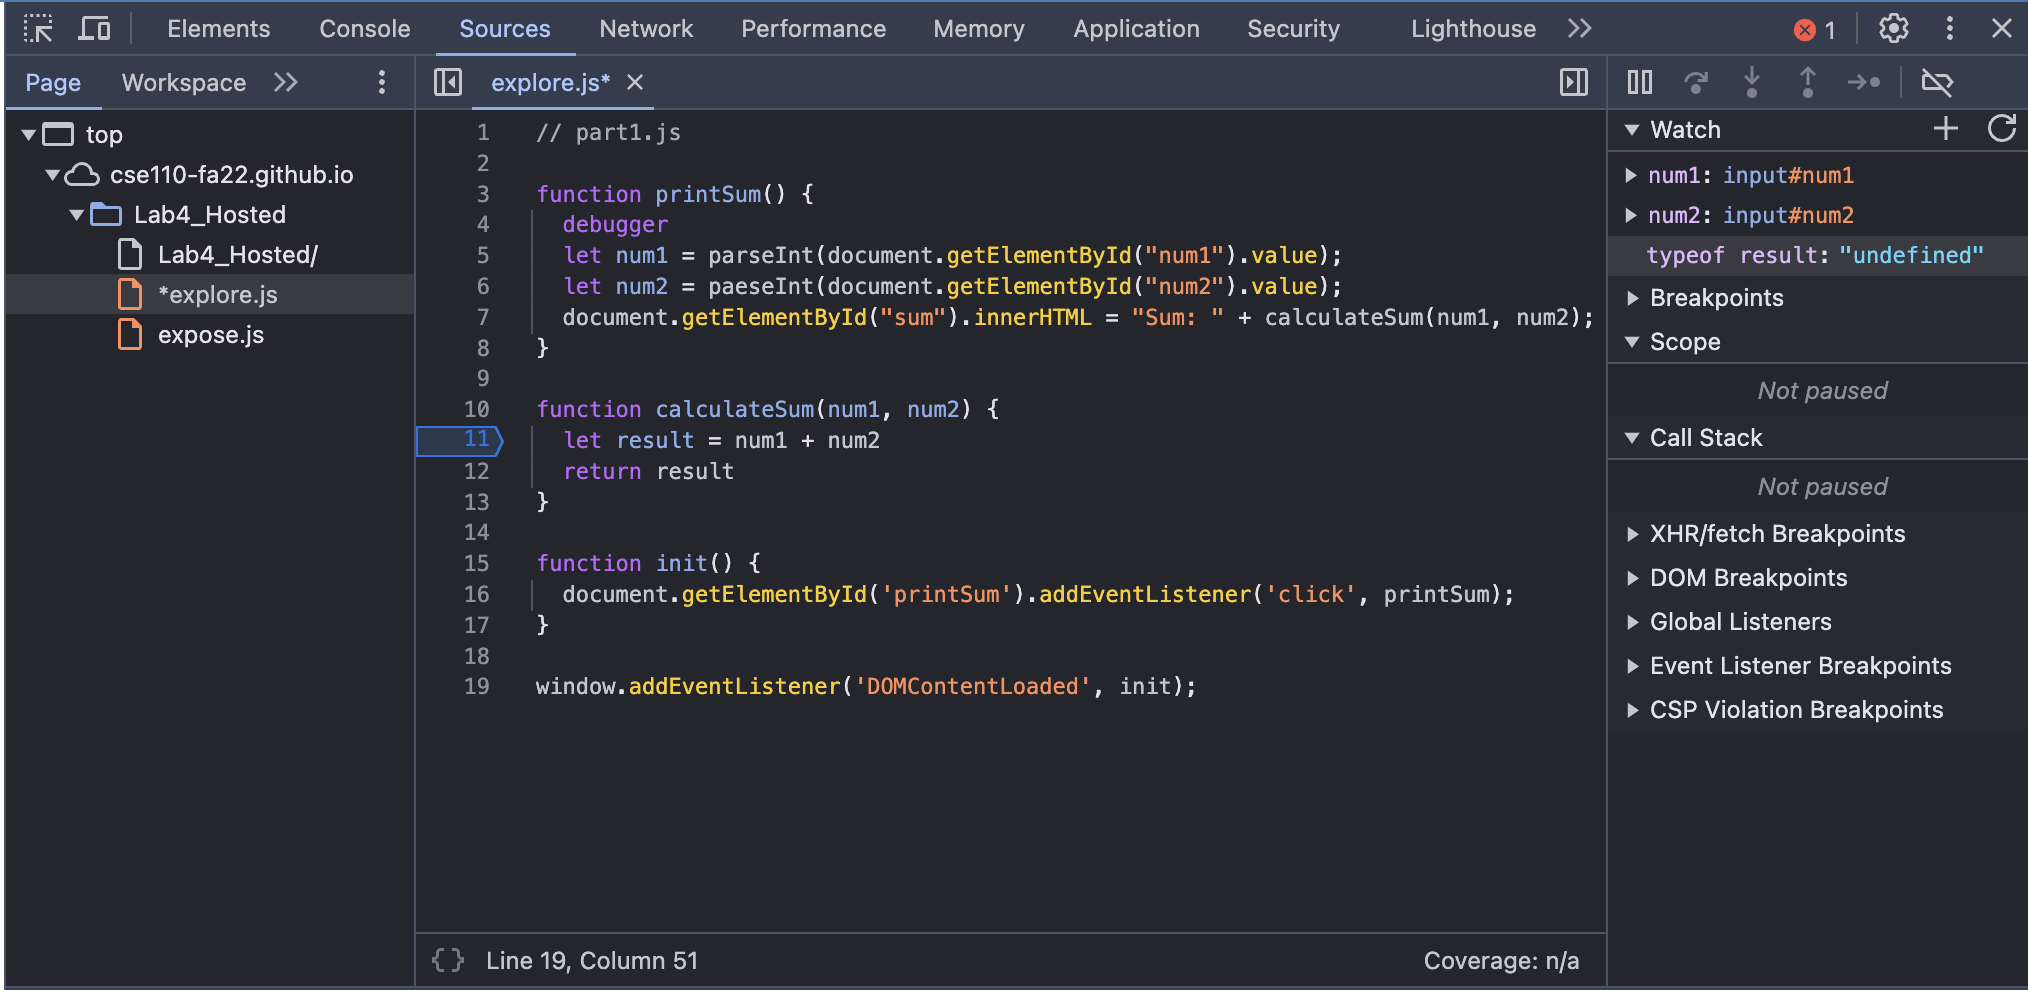 Elements Console Sources Network Performance Memory Application Security Lighthouse 1
Page Workspace
top
cse110-fa22.github.io
Lab4_Hosted
Lab4_Hosted/
*explore.js
expose.js
explore.js*
1 // part1.js
2
3 function printSum() {
4 debugger
5 let num1 = parseInt(document.getElementById("num1").value);
6 let num2 = paeseInt(document.getElementById("num2").value);
7 document.getElementById("sum").innerHTML = "Sum: " + calculateSum(num1, num2);
8 }
9
10 function calculateSum(num1, num2) {
11 let result = num1 + num2
12 return result
13 }
14
15 function init() {
16 document.getElementById('printSum').addEventListener('click', printSum);
17 }
18
19 window.addEventListener('DOMContentLoaded', init);
{ } Line 19, Column 51 Coverage: n/a
Watch
num1: input#num1
num2: input#num2
typeof result: "undefined"
Breakpoints
Scope
Not paused
Call Stack
Not paused
XHR/fetch Breakpoints
DOM Breakpoints
Global Listeners
Event Listener Breakpoints
CSP Violation Breakpoints